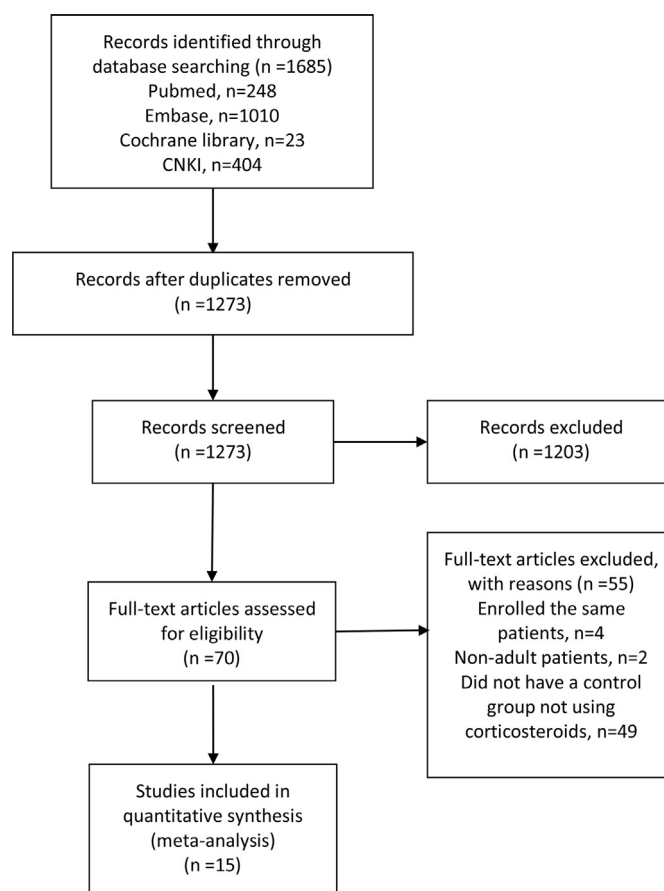 Records identified through
database searching (n =1685)
Pubmed, n=248
Embase, n=1010
Cochrane library, n=23
CNKI, n=404
Records after duplicates removed
(n =1273)
Records screened
(n =1273)
Records excluded
(n =1203)
Full-text articles assessed
for eligibility
(n =70)
Full-text articles excluded,
with reasons (n =55)
Enrolled the same
patients, n=4
Non-adult patients, n=2
Did not have a control
group not using
corticosteroids, n=49
Studies included in
quantitative synthesis
(meta-analysis)
(n =15)